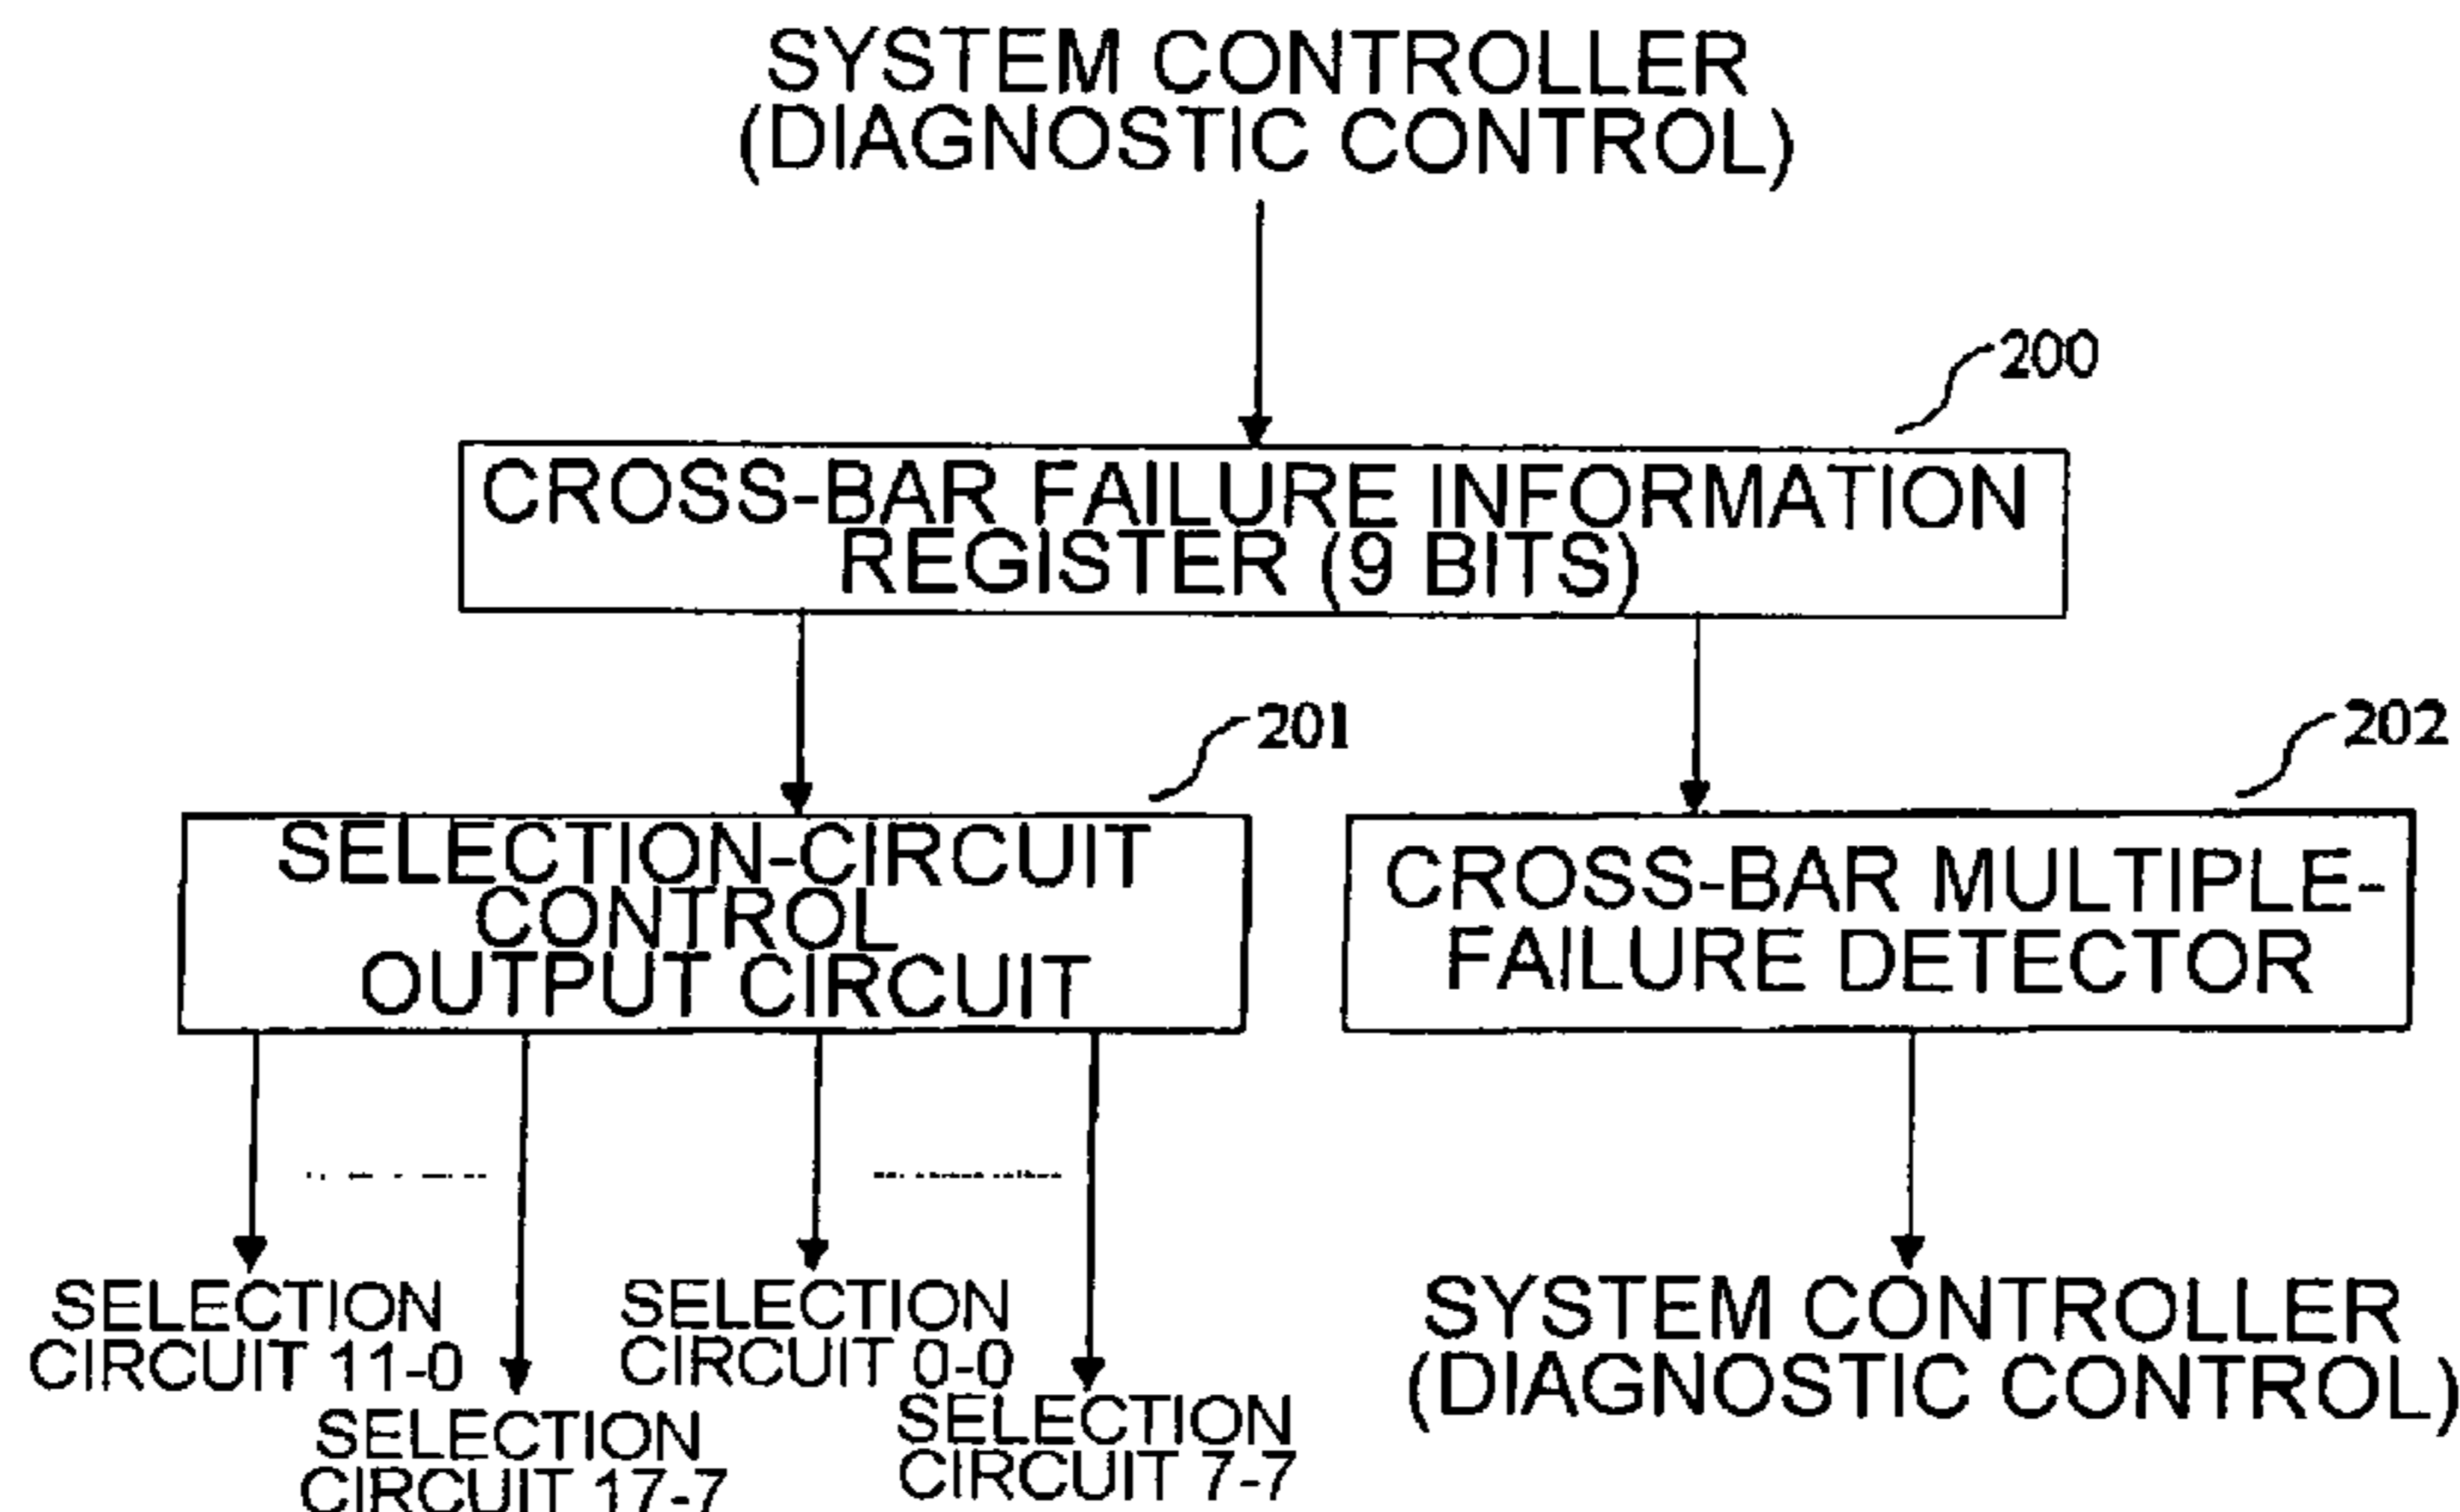 SYSTEM CONTROLLER
(DIAGNOSTIC CONTROL)
200
CROSS-BAR FAILURE INFORMATION
REGISTER (9 BITS)
201
202
SELECTION-CIRCUIT
CONTROL
OUTPUT CIRCUIT
CROSS-BAR MULTIPLE-
FAILURE DETECTOR
SELECTION
CIRCUIT 11-0
SELECTION
CIRCUIT 17-7
SELECTION
CIRCUIT 0-0
SELECTION
CIRCUIT 7-7
SYSTEM CONTROLLER
(DIAGNOSTIC CONTROL)